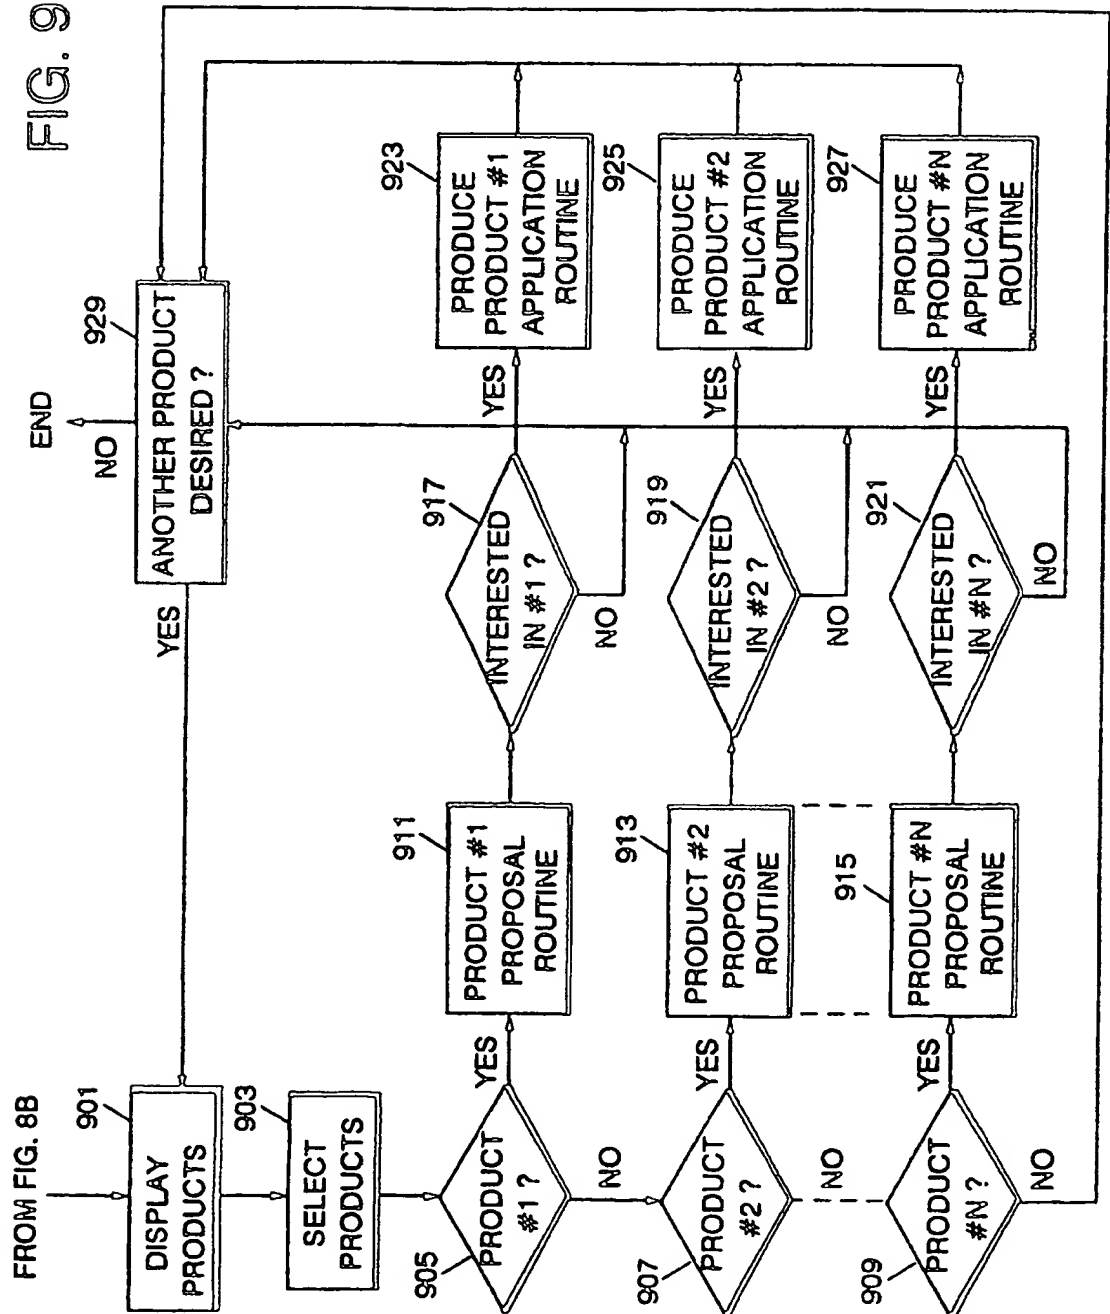 FIG. 9
FROM FIG. 8B
901
DISPLAY
PRODUCTS
903
SELECT
PRODUCTS
905
PRODUCT
#1?
YES
NO
907
PRODUCT
#2?
YES
NO
909
PRODUCT
#N?
YES
NO
911
PRODUCT #1
PROPOSAL
ROUTINE
913
PRODUCT #2
PROPOSAL
ROUTINE
915
PRODUCT #N
PROPOSAL
ROUTINE
917
INTERESTED
IN #1?
YES
NO
919
INTERESTED
IN #2?
YES
NO
921
INTERESTED
IN #N?
YES
NO
923
PRODUCE
PRODUCT #1
APPLICATION
ROUTINE
925
PRODUCE
PRODUCT #2
APPLICATION
ROUTINE
927
PRODUCE
PRODUCT #N
APPLICATION
ROUTINE
929
ANOTHER PRODUCT
DESIRED?
YES
NO
END